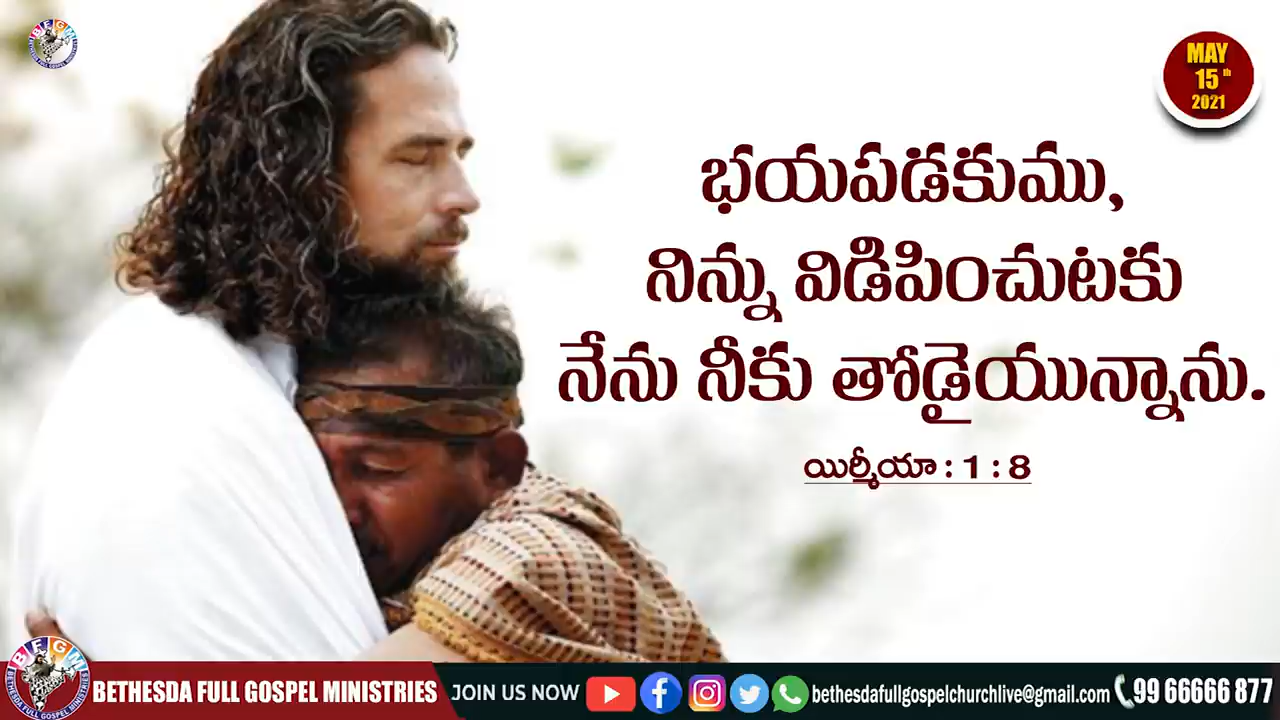 MAY
15th
2021
భయపడకుము,
నిన్ను విడిపించుటకు
నేను నీకు తోడైయున్నాను.
యిర్మీయా : 1 : 8
BFGM
BETHESDA FULL GOSPEL MINISTRIES JOIN US NOW bethesdafullgospelchurchlive@gmail.com 99 66666 877